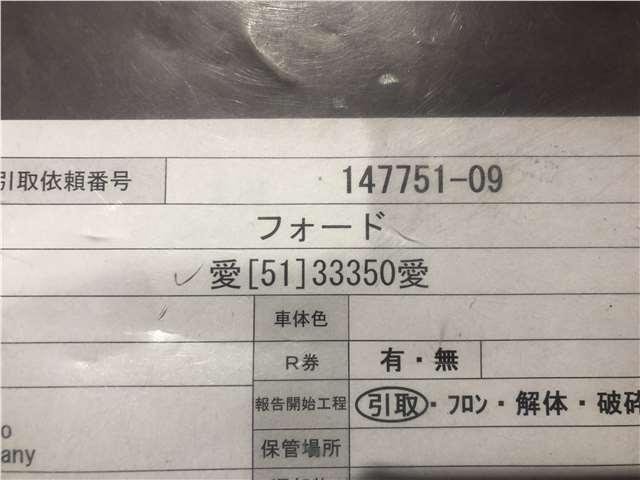 引取依頼番号 147751-09
フォード
愛[51]33350愛
車体色
R券 有・無
報告開始工程 引取・フロン・解体・破砕
保管場所
o
any